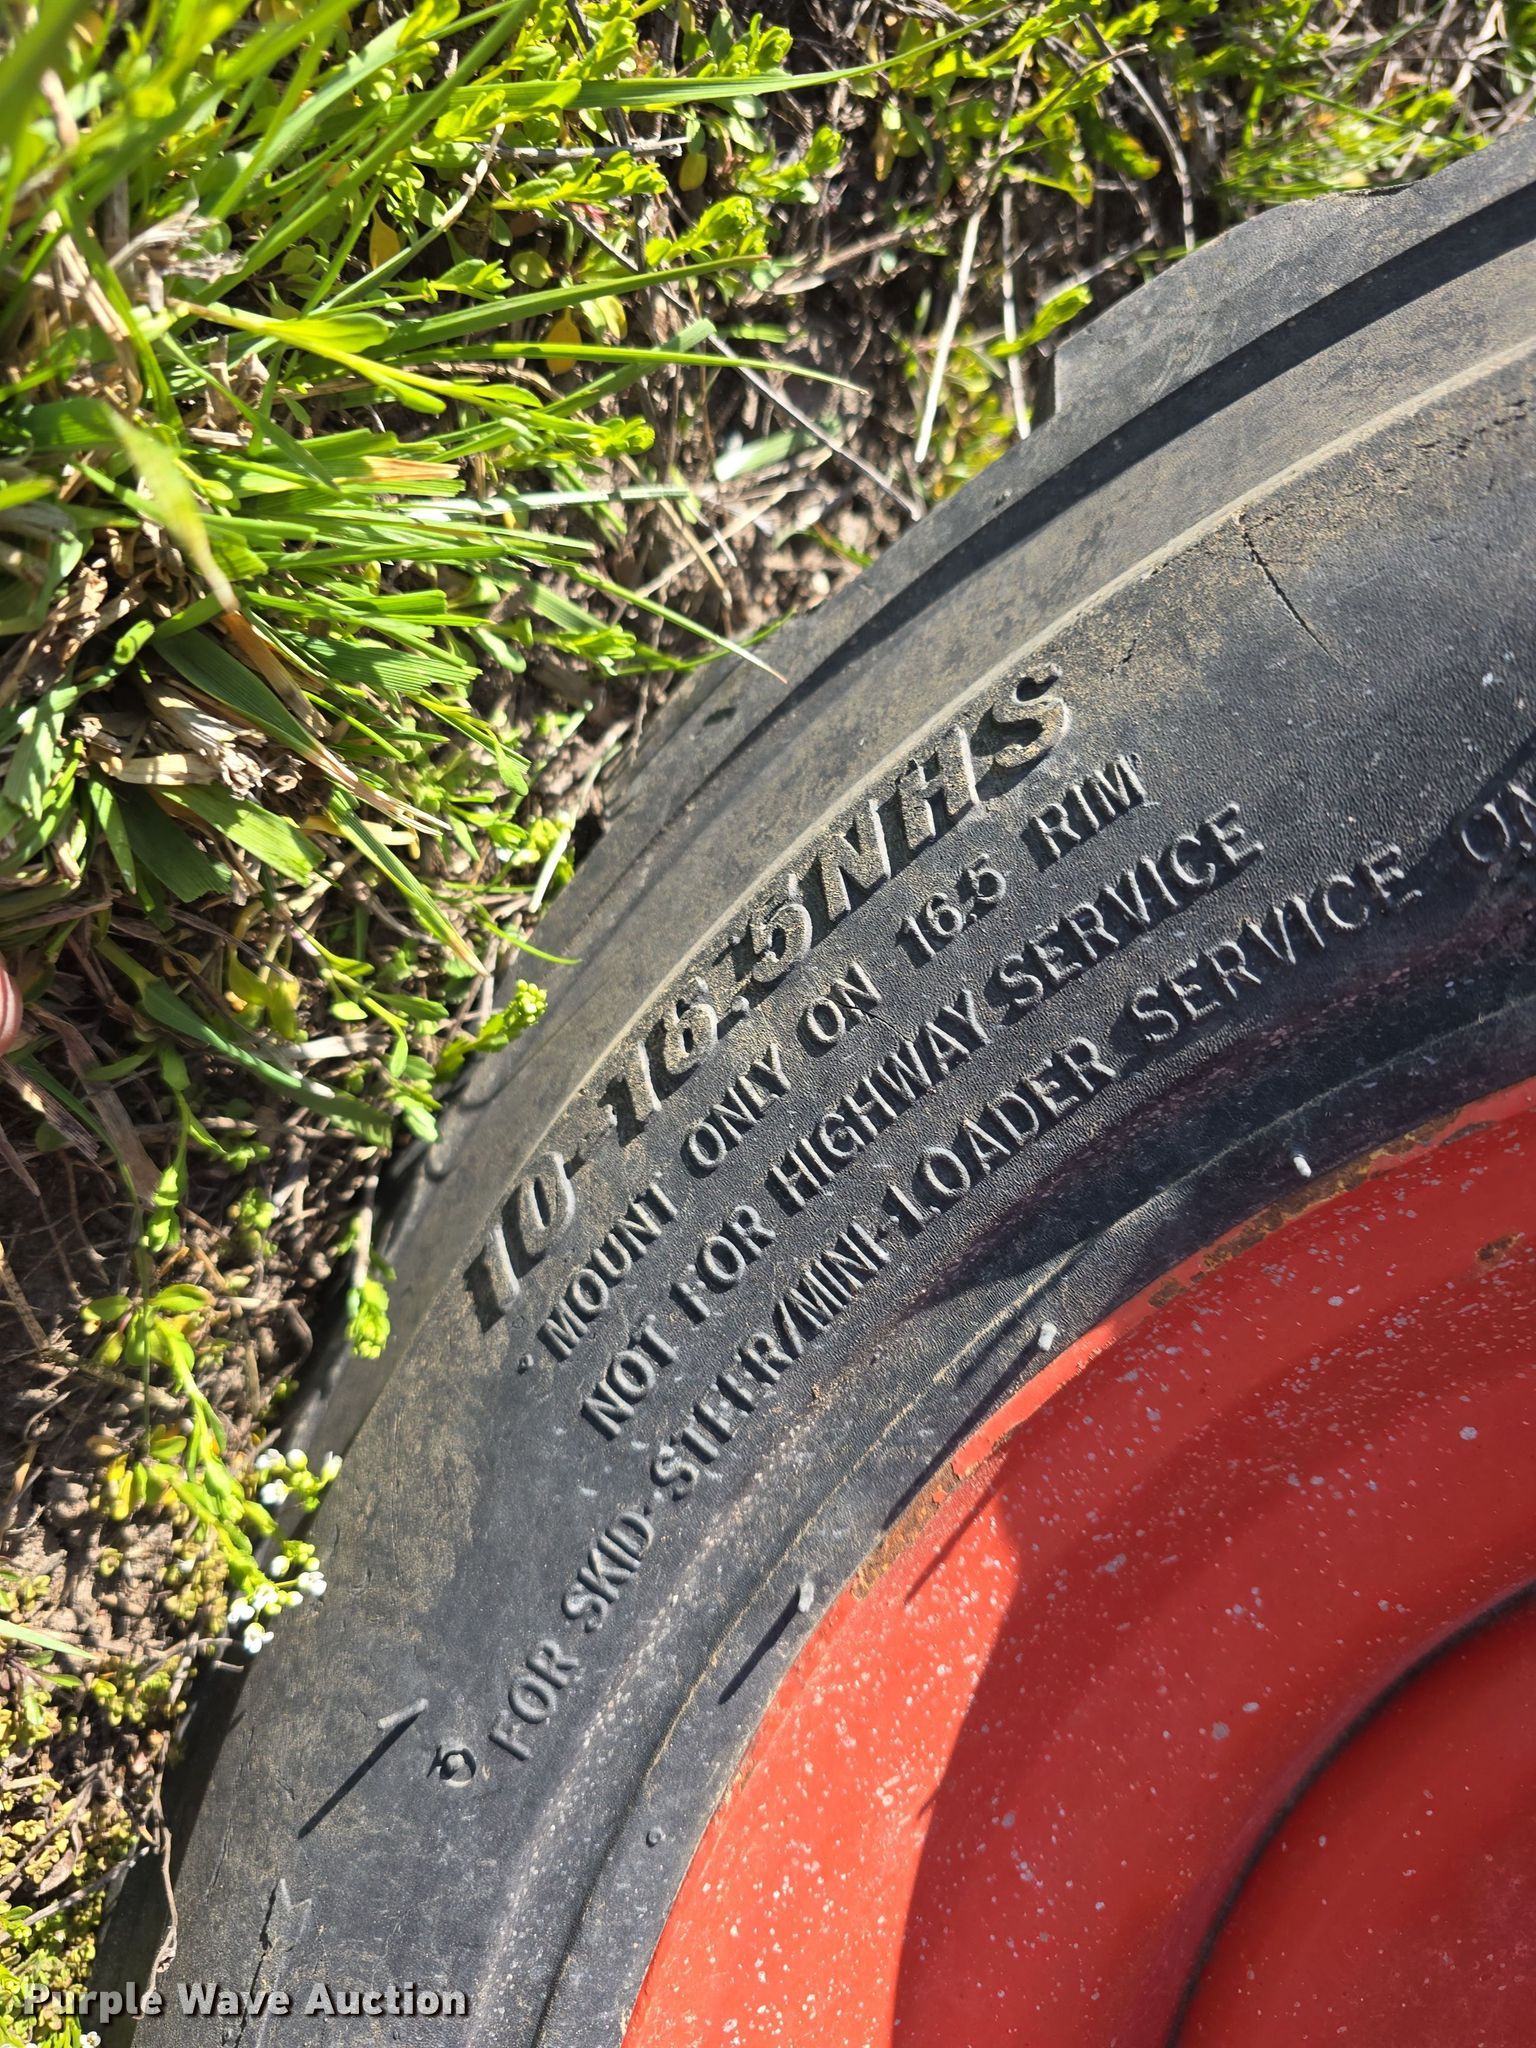 10-16.5NHS
MOUNT ONLY ON 16.5 RIM
NOT FOR HIGHWAY SERVICE
FOR SKID-STEER/MINI-LOADER SERVICE
Purple Wave Auction